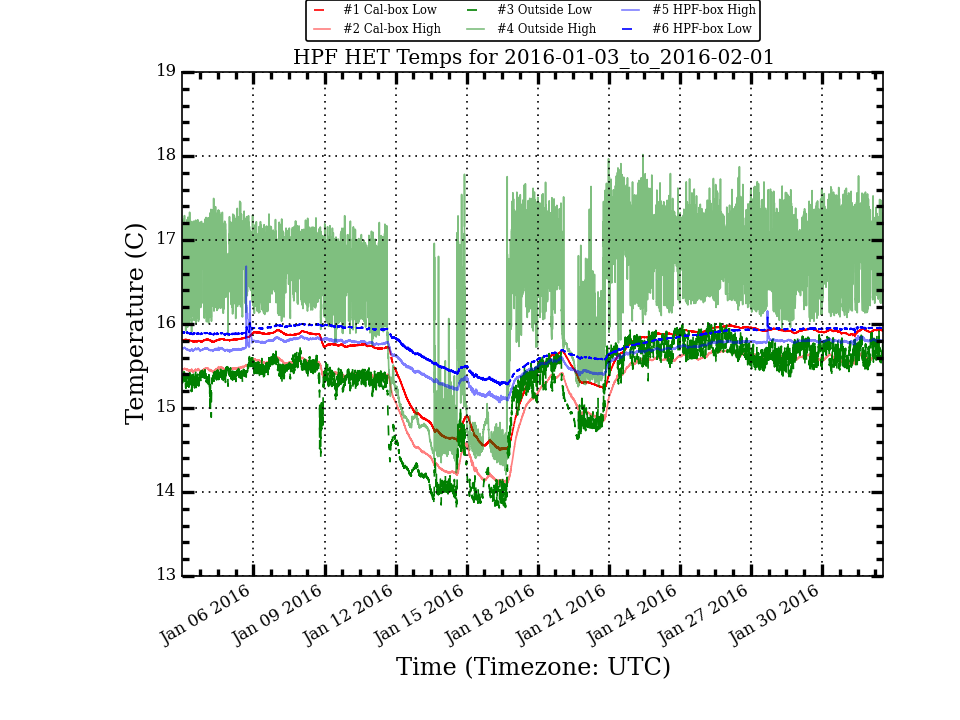 #1 Cal-box Low #3 Outside Low #5 HPF-box High
#2 Cal-box High #4 Outside High #6 HPF-box Low
HPF HET Temps for 2016-01-03_to_2016-02-01
19
18
17
16
15
14
13
Temperature (C)
Jan 06 2016 Jan 09 2016 Jan 12 2016 Jan 15 2016 Jan 18 2016 Jan 21 2016 Jan 24 2016 Jan 27 2016 Jan 30 2016
Time (Timezone: UTC)